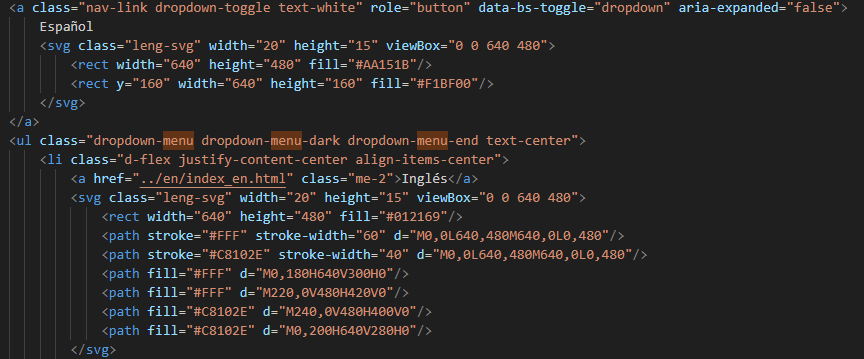 <a class="nav-link dropdown-toggle text-white" role="button" data-bs-toggle="dropdown" aria-expanded="false">
Español
<svg class="leng-svg" width="20" height="15" viewBox="0 0 640 480">
<rect width="640" height="480" fill="#AA151B"/>
<rect y="160" width="640" height="160" fill="#F1BF00"/>
</svg>
</a>
<ul class="dropdown-menu dropdown-menu-dark dropdown-menu-end text-center">
<li class="d-flex justify-content-center align-items-center">
<a href="../en/index_en.html" class="me-2">Inglés</a>
<svg class="leng-svg" width="20" height="15" viewBox="0 0 640 480">
<rect width="640" height="480" fill="#012169"/>
<path stroke="#FFF" stroke-width="60" d="M0,0L640,480M640,0L0,480"/>
<path stroke="#C8102E" stroke-width="40" d="M0,0L640,480M640,0L0,480"/>
<path fill="#FFF" d="M0,180H640V300H0"/>
<path fill="#FFF" d="M220,0V480H420V0"/>
<path fill="#C8102E" d="M240,0V480H400V0"/>
<path fill="#C8102E" d="M0,200H640V280H0"/>
</svg>